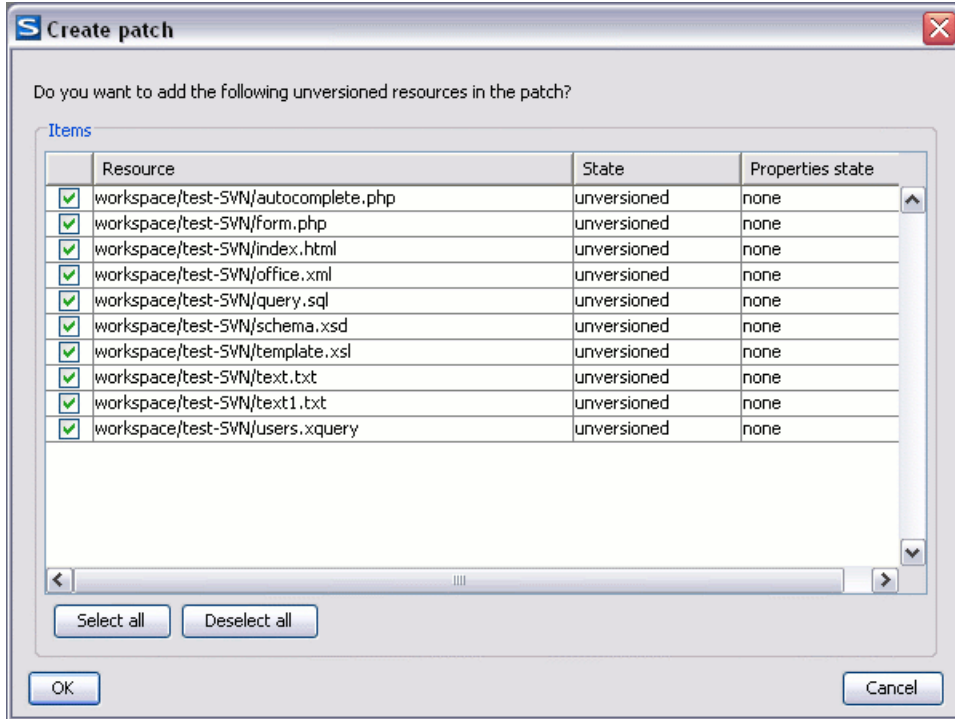 S Create patch
Do you want to add the following unversioned resources in the patch?
Items
Resource State Properties state
workspace/test-SVN/autocomplete.php unversioned none
workspace/test-SVN/form.php unversioned none
workspace/test-SVN/index.html unversioned none
workspace/test-SVN/office.xml unversioned none
workspace/test-SVN/query.sql unversioned none
workspace/test-SVN/schema.xsd unversioned none
workspace/test-SVN/template.xsl unversioned none
workspace/test-SVN/text.txt unversioned none
workspace/test-SVN/text1.txt unversioned none
workspace/test-SVN/users.xquery unversioned none
Select all Deselect all
OK Cancel